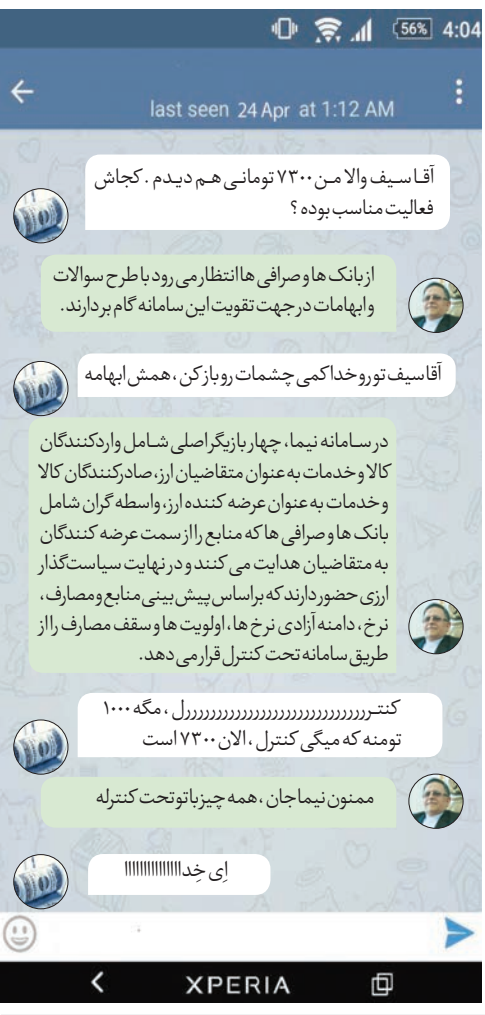 56% 4:04
last seen 24 Apr at 1:12 AM
آقا سیف والا من ۷۳۰۰ تومانی هم دیدم . کجاش
فعالیت مناسب بوده ؟
از بانک ها و صرافی ها انتظار می رود با طرح سوالات
وابهامات در جهت تقویت این سامانه گام بردارند.
آقاسیف تورو خدا کمی چشمات رو باز کن ، همش ابهامه
در سامانه نیما، چهار بازیگر اصلی شامل واردکنندگان
کالا و خدمات به عنوان متقاضیان ارز، صادرکنندگان کالا
و خدمات به عنوان عرضه کننده ارز، واسطه گران شامل
بانک ها و صرافی ها که منابع را از سمت عرضه کنندگان
به متقاضیان هدایت می کنند و در نهایت سیاست‌گذار
ارزی حضور دارند که براساس پیش بینی منابع و مصارف،
نرخ ، دامنه آزادی نرخ ها، اولویت ها و سقف مصارف را از
طریق سامانه تحت کنترل قرار می دهد.
کنتـرررررررررررررررررررررررررررررررل ، مگه ۱۰۰۰
تومنه که میگی کنترل ، الان ۷۳۰۰ است
ممنون نیما جان ، همه چیز با تو تحت کنترله
اِی خِدااااااااااااااا
XPERIA